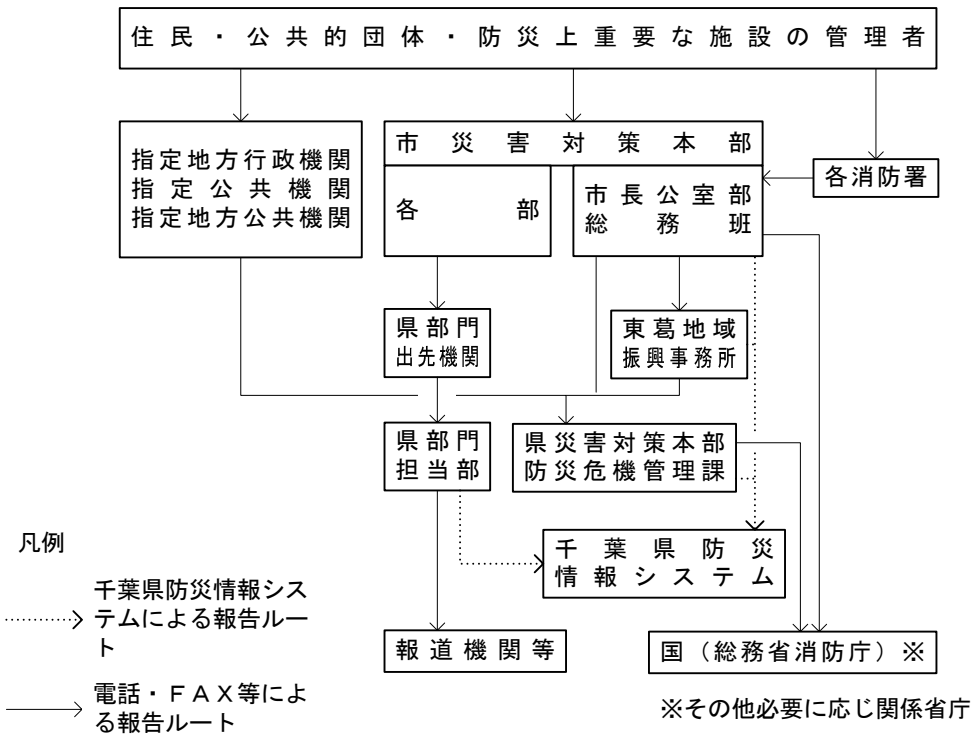 住民・公共的団体・防災上重要な施設の管理者
指定地方行政機関
指定公共機関
指定地方公共機関
市災害対策本部
各部
市長公室部
総務班
各消防署
県部門
出先機関
東葛地域
振興事務所
県部門
担当部
県災害対策本部
防災危機管理課
千葉県防災
情報システム
報道機関等
国(総務省消防庁)※
※その他必要に応じ関係省庁
凡例
千葉県防災情報シス
テムによる報告ルー
ト
電話・FAX等によ
る報告ルート